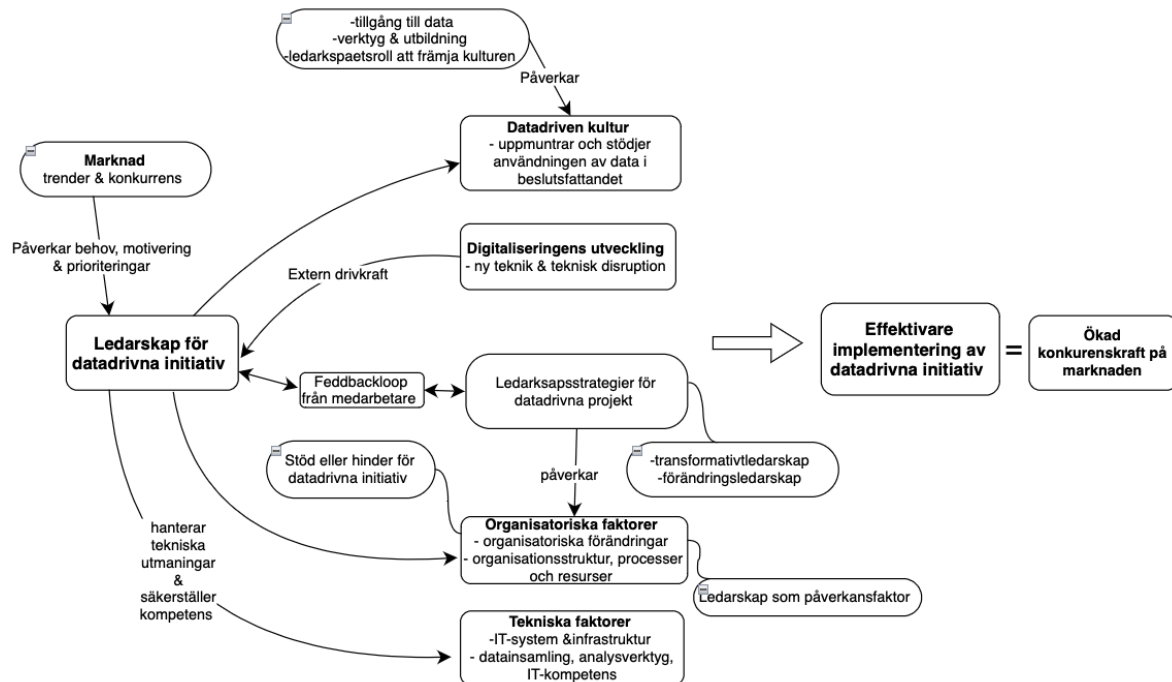 -tillgång till data
-verktyg & utbildning
-ledarkspaetsroll att främja kulturen
Påverkar
Datadriven kultur
- uppmuntrar och stödjer
användningen av data i
beslutsfattandet
Marknad
trender & konkurrens
Påverkar behov, motivering
& prioriteringar
Digitaliseringens utveckling
- ny teknik & teknisk disruption
Extern drivkraft
Ledarskap för
datadrivna initiativ
Feddbackloop
från medarbetare
Ledarksapsstrategier för
datadrivna projekt
Effektivare
implementering av
datadrivna initiativ
=
Ökad
konkurenskraft på
marknaden
Stöd eller hinder för
datadrivna initiativ
påverkar
-transformativtledarskap
-förändringsledarskap
Organisatoriska faktorer
- organisatoriska förändringar
- organisationsstruktur, processer
och resurser
Ledarskap som påverkansfaktor
hanterar
tekniska
utmaningar
&
säkerställer
kompetens
Tekniska faktorer
-IT-system &infrastruktur
- datainsamling, analysverktyg,
IT-kompetens